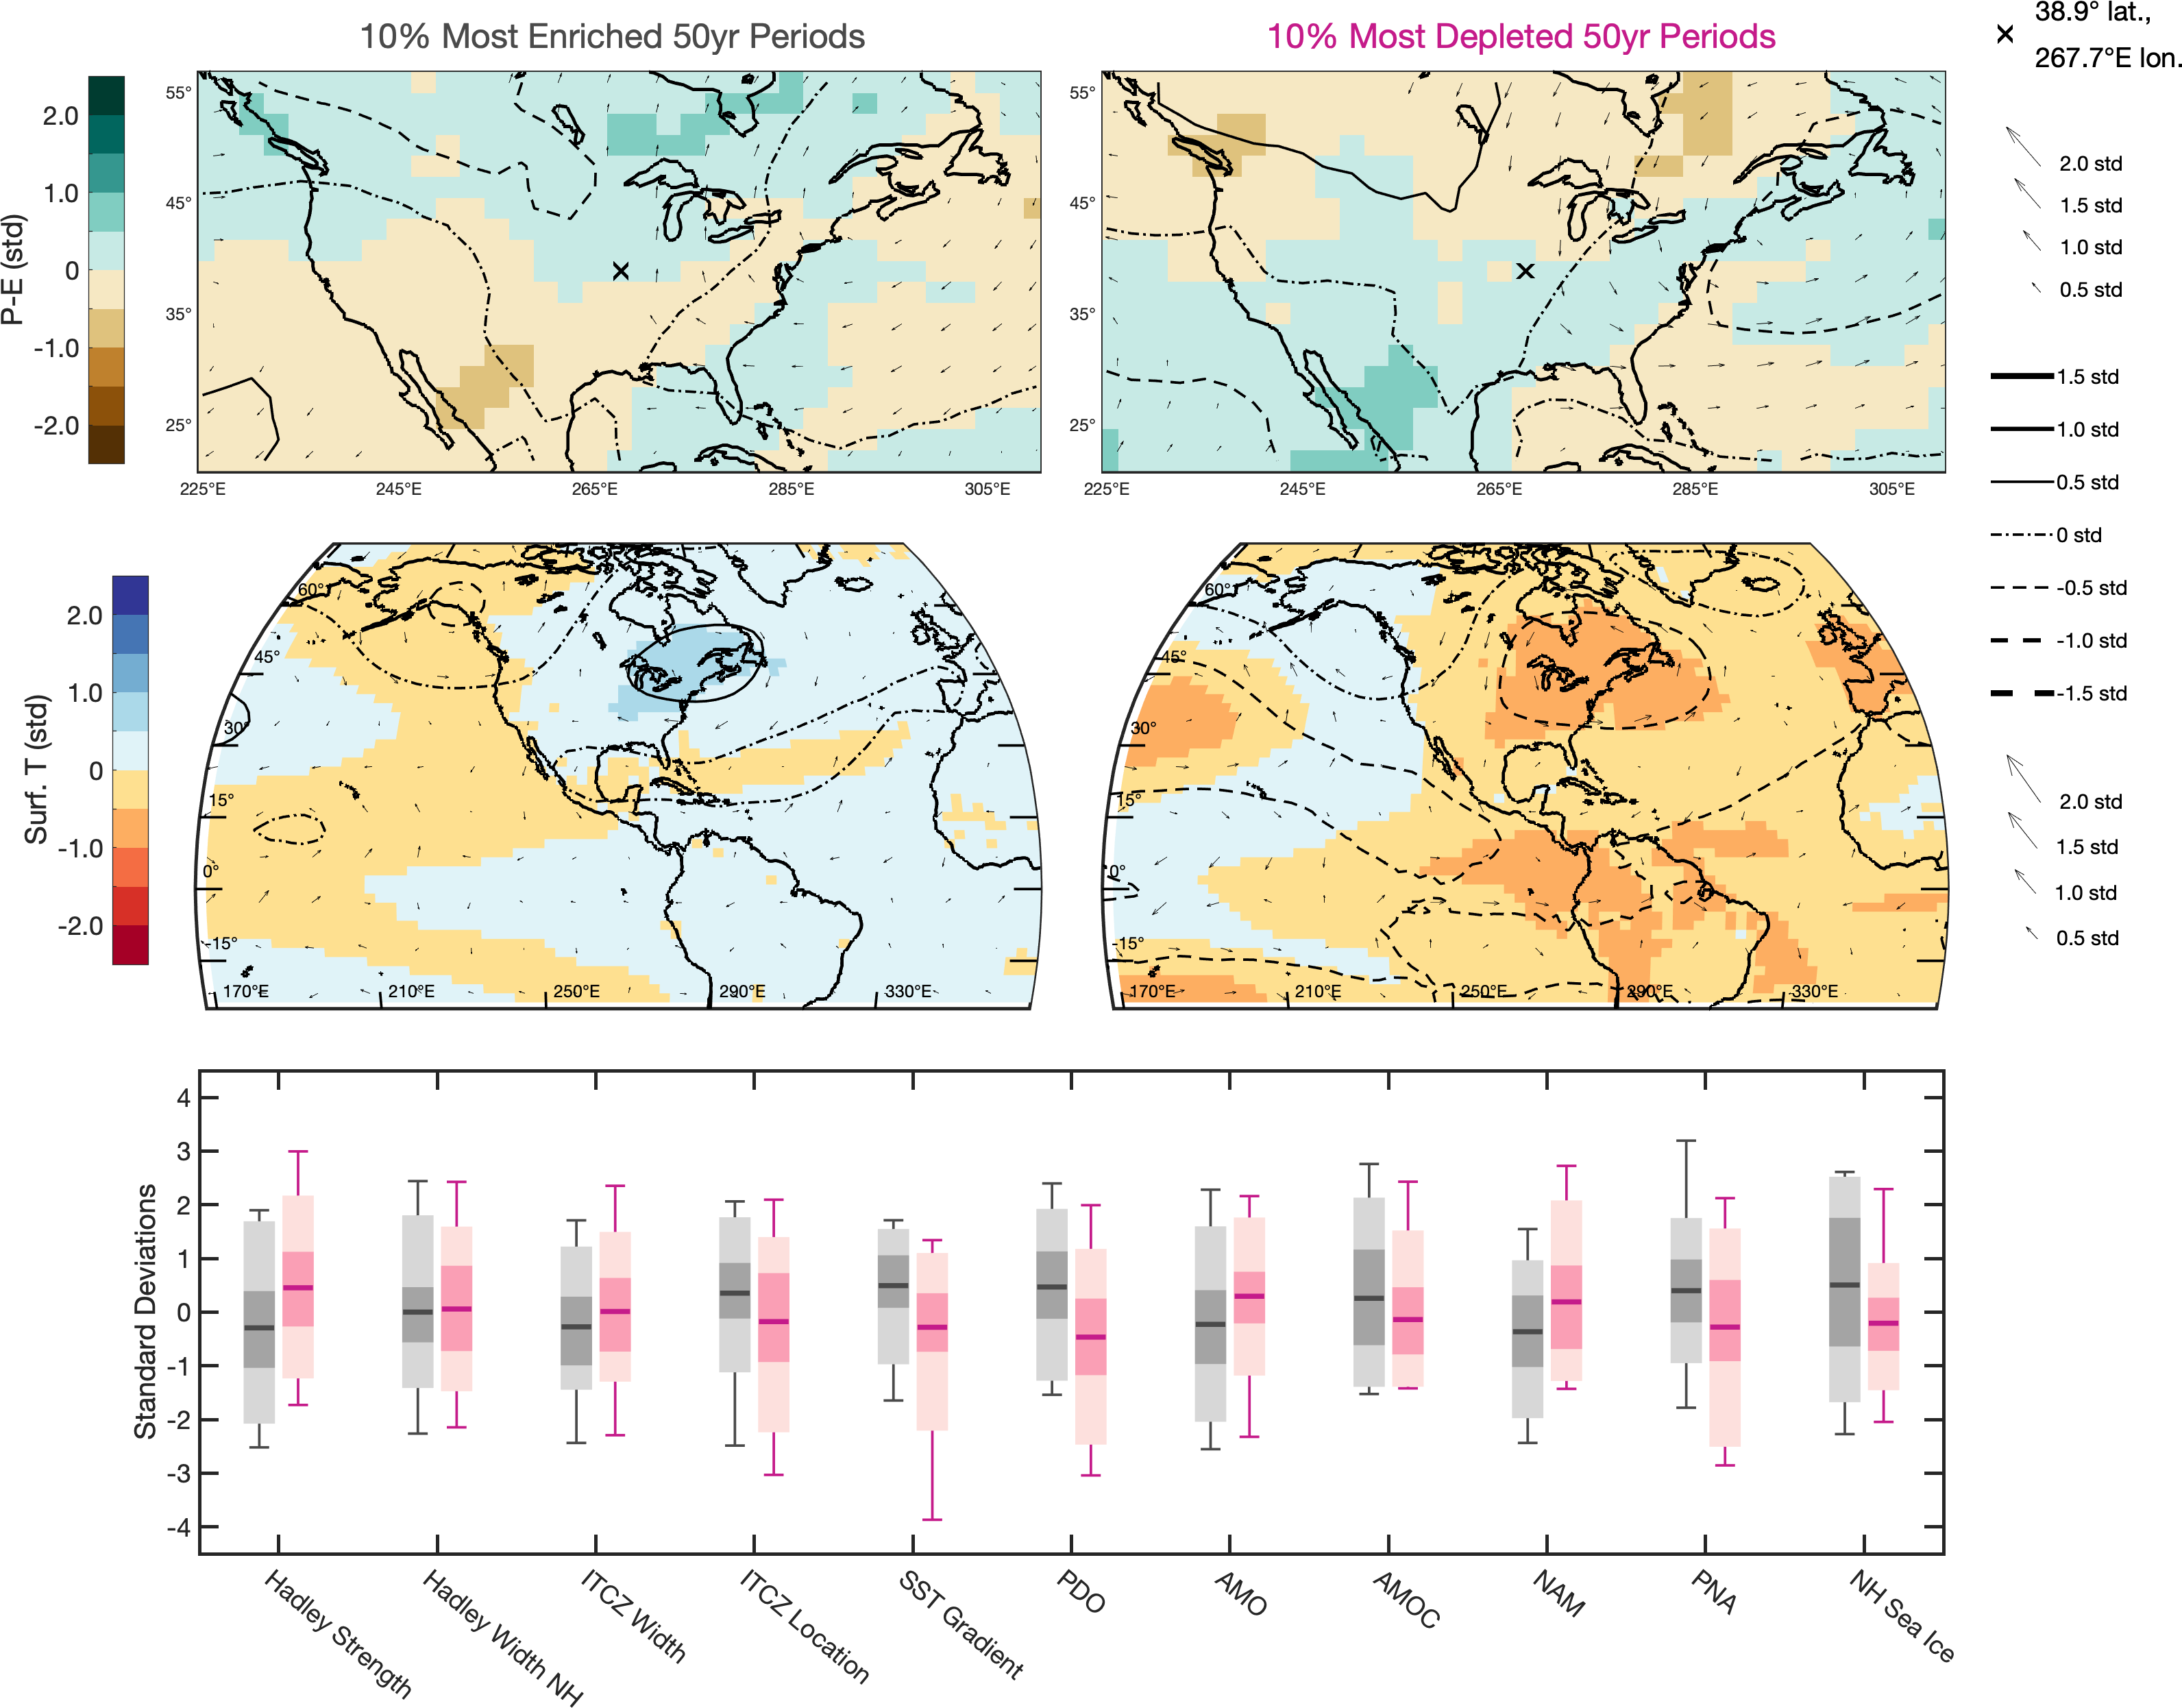 10% Most Enriched 50yr Periods
10% Most Depleted 50yr Periods
38.9° lat.,
267.7°E lon.
P-E (std)
2.0
1.0
0
-1.0
-2.0
55°
45°
35°
25°
225°E
245°E
265°E
285°E
305°E
55°
45°
35°
25°
225°E
245°E
265°E
285°E
305°E
2.0 std
1.5 std
1.0 std
0.5 std
1.5 std
1.0 std
0.5 std
0 std
-0.5 std
-1.0 std
-1.5 std
Surf. T (std)
2.0
1.0
0
-1.0
-2.0
60°
45°
30°
15°
0°
-15°
170°E
210°E
250°E
290°E
330°E
60°
45°
30°
15°
0°
-15°
170°E
210°E
250°E
290°E
330°E
2.0 std
1.5 std
1.0 std
0.5 std
Standard Deviations
4
3
2
1
0
-1
-2
-3
-4
Hadley Strength
Hadley Width NH
ITCZ Width
ITCZ Location
SST Gradient
PDO
AMO
AMOC
NAM
PNA
NH Sea Ice